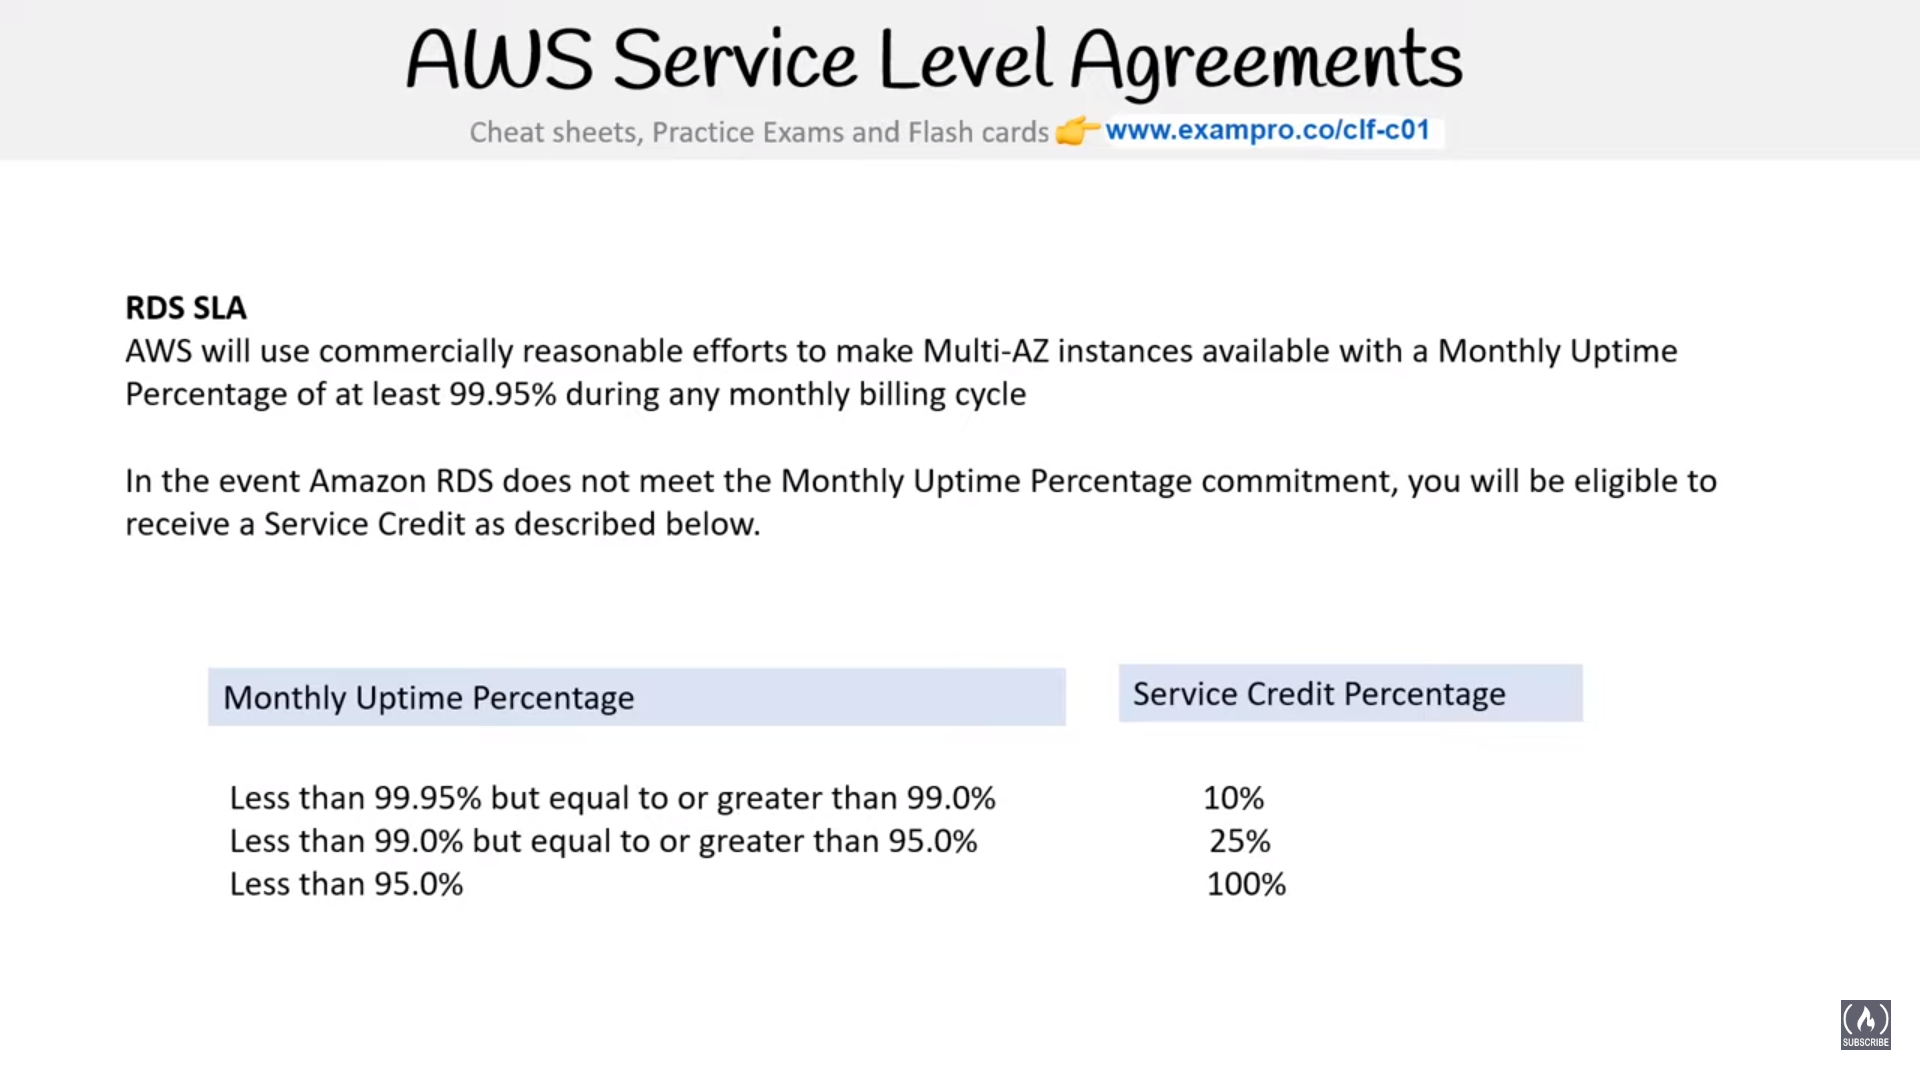 AWS Service Level Agreements
Cheat sheets, Practice Exams and Flash cards 👉 www.exampro.co/clf-c01
RDS SLA
AWS will use commercially reasonable efforts to make Multi-AZ instances available with a Monthly Uptime
Percentage of at least 99.95% during any monthly billing cycle
In the event Amazon RDS does not meet the Monthly Uptime Percentage commitment, you will be eligible to
receive a Service Credit as described below.
Monthly Uptime Percentage Service Credit Percentage
Less than 99.95% but equal to or greater than 99.0% 10%
Less than 99.0% but equal to or greater than 95.0% 25%
Less than 95.0% 100%
SUBSCRIBE